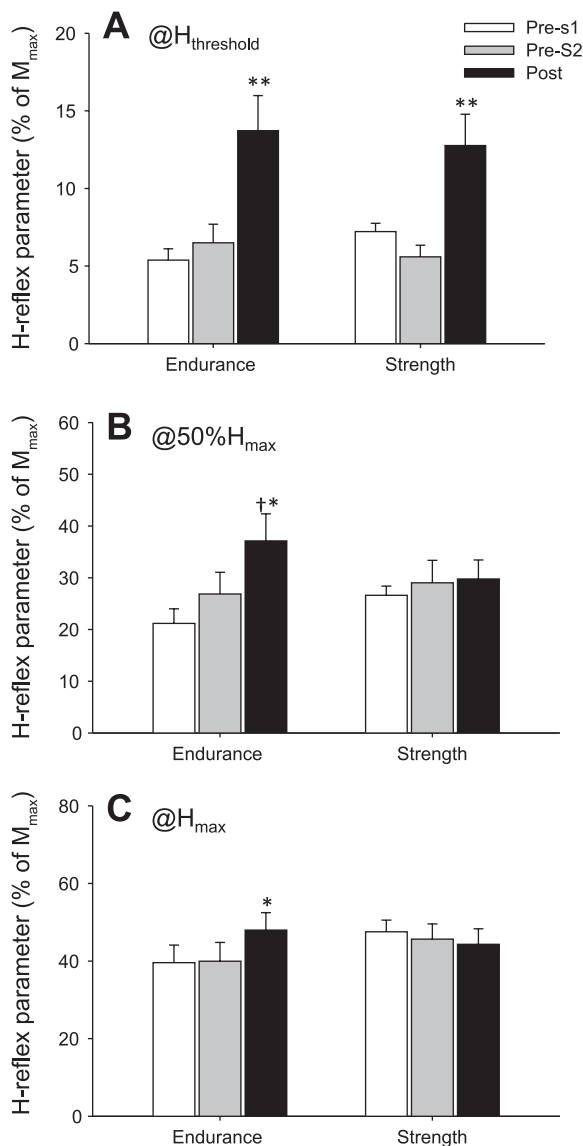 A
@Hthreshold
Pre-s1
Pre-S2
Post
H-reflex parameter (% of Mmax)
20
15
10
5
0
**
**
Endurance
Strength
B
@50%Hmax
H-reflex parameter (% of Mmax)
60
50
40
30
20
10
0
†*
Endurance
Strength
C
@Hmax
H-reflex parameter (% of Mmax)
80
60
40
20
0
*
Endurance
Strength